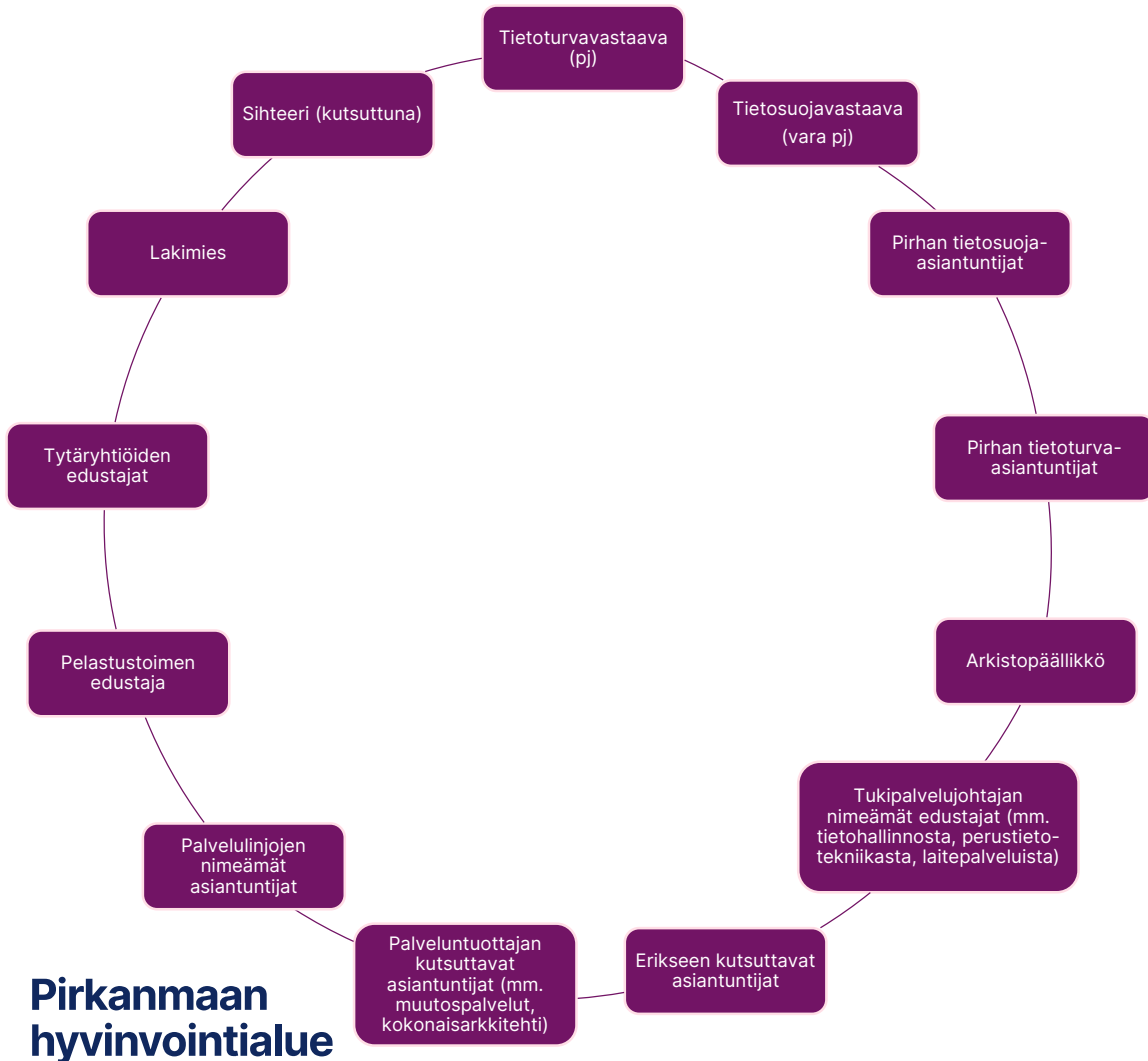 Tietoturvavastaava
(pj)
Tietosuojavastaava
(vara pj)
Pirhan tietosuoja-
asiantuntijat
Pirhan tietoturva-
asiantuntijat
Arkistopäällikkö
Tukipalvelujohtajan
nimeämät edustajat (mm.
tietohallinnosta, perustieto-
tekniikasta, laitepalveluista)
Erikseen kutsuttavat
asiantuntijat
Palveluntuottajan
kutsuttavat
asiantuntijat (mm.
muutospalvelut,
kokonaisarkkitehti)
Palvelulinjojen
nimeämät
asiantuntijat
Pelastustoimen
edustaja
Tytäryhtiöiden
edustajat
Lakimies
Sihteeri (kutsuttuna)
Pirkanmaan
hyvinvointialue